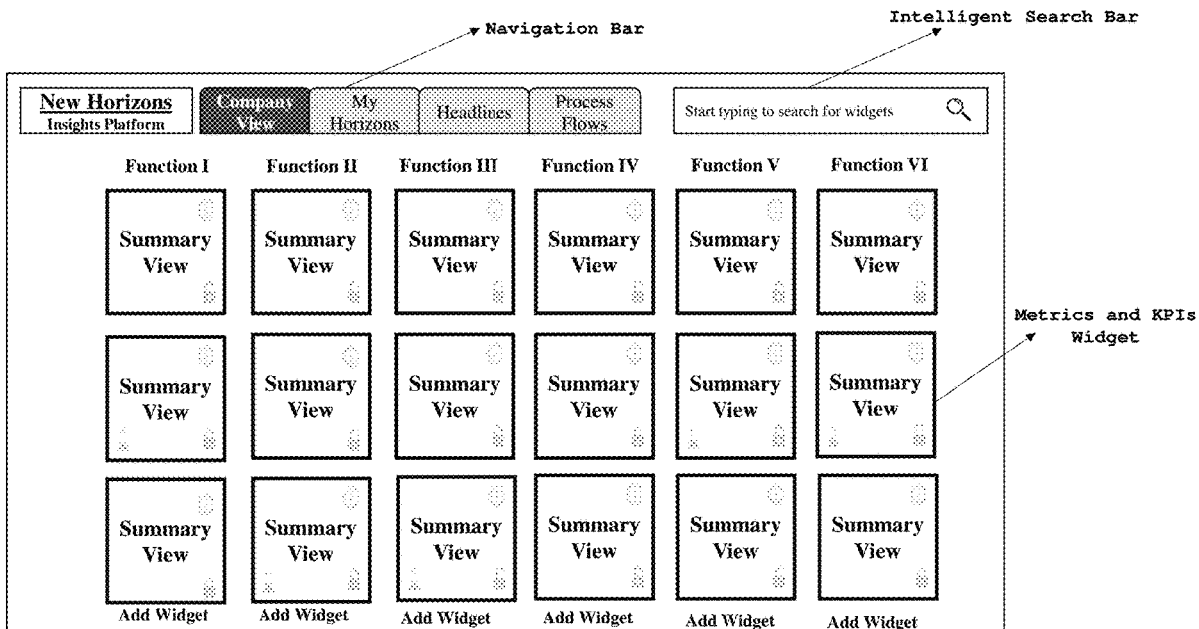 Intelligent Search Bar
Navigation Bar
New Horizons
Insights Platform
Company
View
My
Horizons
Headlines
Process
Flows
Start typing to search for widgets
Function I
Function II
Function III
Function IV
Function V
Function VI
Summary
View
Summary
View
Summary
View
Summary
View
Summary
View
Summary
View
Metrics and KPIs
Widget
Summary
View
Summary
View
Summary
View
Summary
View
Summary
View
Summary
View
Summary
View
Summary
View
Summary
View
Summary
View
Summary
View
Summary
View
Add Widget
Add Widget
Add Widget
Add Widget
Add Widget
Add Widget